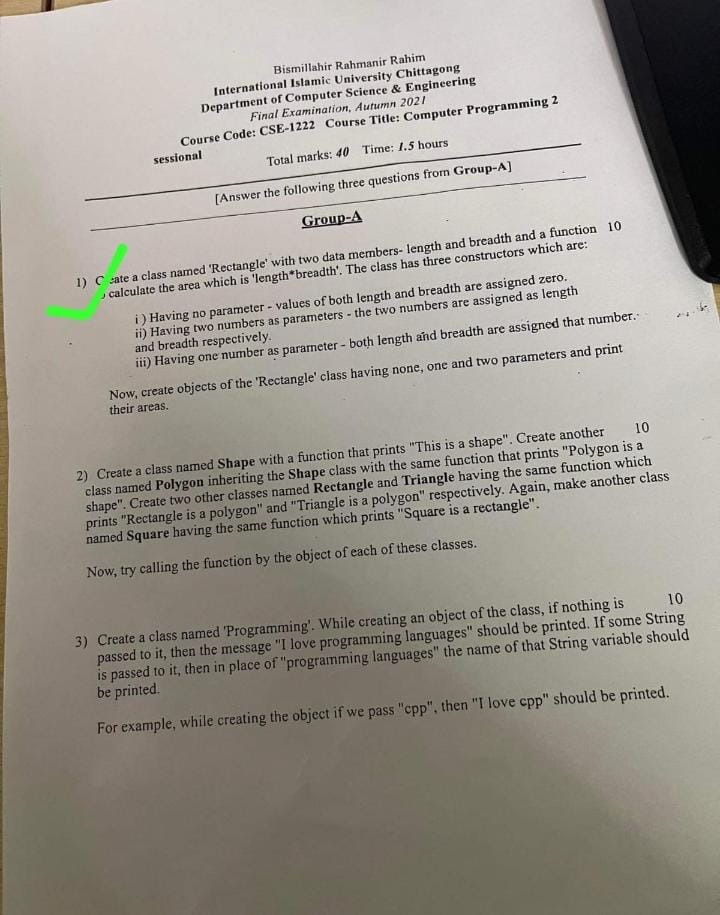 Bismillahir Rahmanir Rahim
International Islamic University Chittagong
Department of Computer Science & Engineering
Final Examination, Autumn 2021
Course Code: CSE-1222 Course Title: Computer Programming 2
sessional
Total marks: 40 Time: 1.5 hours
[Answer the following three questions from Group-A]
Group-A
1) Create a class named 'Rectangle' with two data members- length and breadth and a function 10
calculate the area which is 'length*breadth'. The class has three constructors which are:
i ) Having no parameter - values of both length and breadth are assigned zero.
ii) Having two numbers as parameters - the two numbers are assigned as length
and breadth respectively.
iii) Having one number as parameter - both length and breadth are assigned that number.
Now, create objects of the 'Rectangle' class having none, one and two parameters and print
their areas.
2) Create a class named Shape with a function that prints "This is a shape". Create another 10
class named Polygon inheriting the Shape class with the same function that prints "Polygon is a
shape". Create two other classes named Rectangle and Triangle having the same function which
prints "Rectangle is a polygon" and "Triangle is a polygon" respectively. Again, make another class
named Square having the same function which prints "Square is a rectangle".
Now, try calling the function by the object of each of these classes.
3) Create a class named 'Programming'. While creating an object of the class, if nothing is 10
passed to it, then the message "I love programming languages" should be printed. If some String
is passed to it, then in place of "programming languages" the name of that String variable should
be printed.
For example, while creating the object if we pass "cpp", then "I love cpp" should be printed.